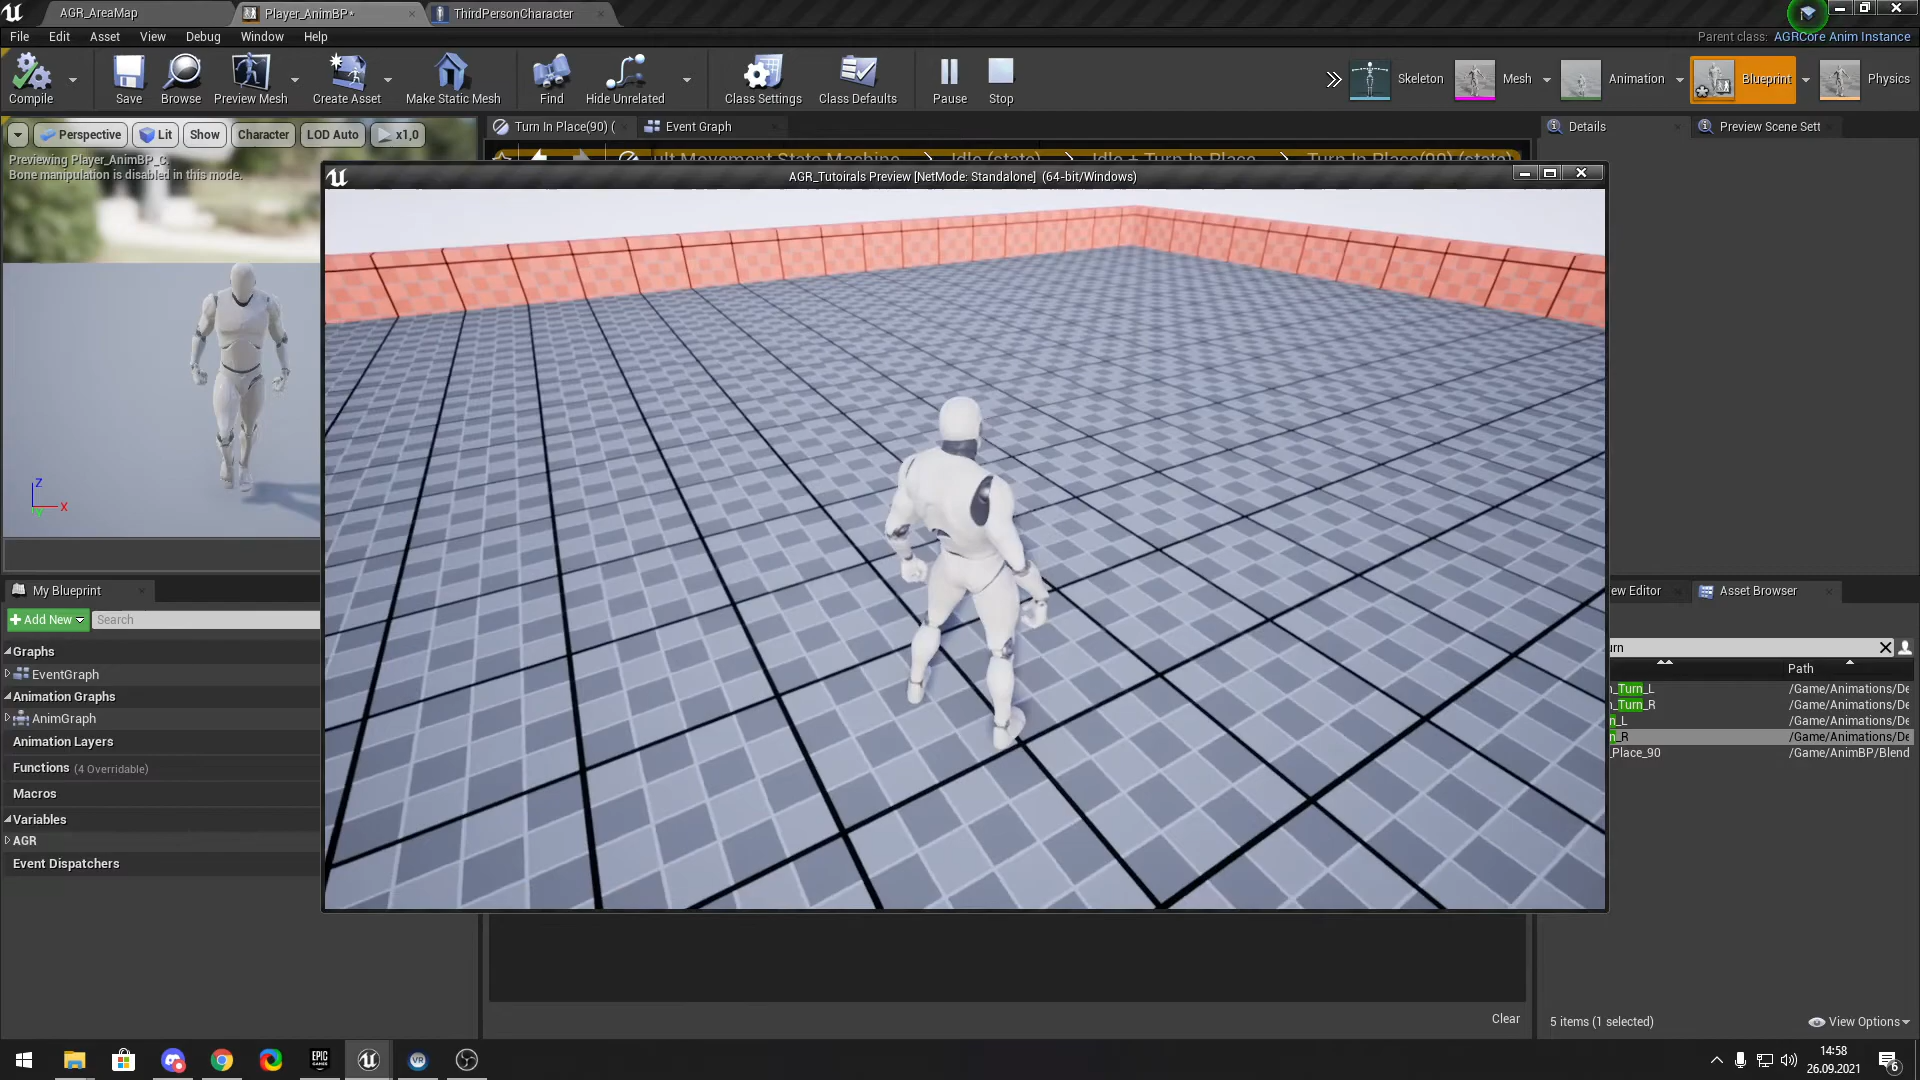 AGR_AreaMap
Player_AnimBP*
ThirdPersonCharacter
File Edit Asset View Debug Window Help
Parent class: AGRCore Anim Instance
Compile
Save
Browse
Preview Mesh
Create Asset
Make Static Mesh
Find
Hide Unrelated
Class Settings
Class Defaults
Pause
Stop
Skeleton
Mesh
Animation
Blueprint
Physics
Perspective
Lit
Show
Character
LOD Auto
x1,0
Turn In Place(90) (
Event Graph
Details
Preview Scene Sett
Previewing Player_AnimBP_C.
Bone manipulation is disabled in this mode.
ult Movement State Machine
Idle (state)
Idle + Turn In Place
Turn In Place(90) (state)
AGR_Tutoirals Preview [NetMode: Standalone] (64-bit/Windows)
Z
X
Y
My Blueprint
Add New
Search
Graphs
EventGraph
Animation Graphs
AnimGraph
Animation Layers
Functions (4 Overridable)
Macros
Variables
AGR
Event Dispatchers
ew Editor
Asset Browser
urn
Path
_Turn_L /Game/Animations/De
_Turn_R /Game/Animations/De
n_L /Game/Animations/De
n_R /Game/Animations/De
_Place_90 /Game/AnimBP/Blend
Clear
5 items (1 selected)
View Options
EPIC GAMES
VR
14:58
26.09.2021
6